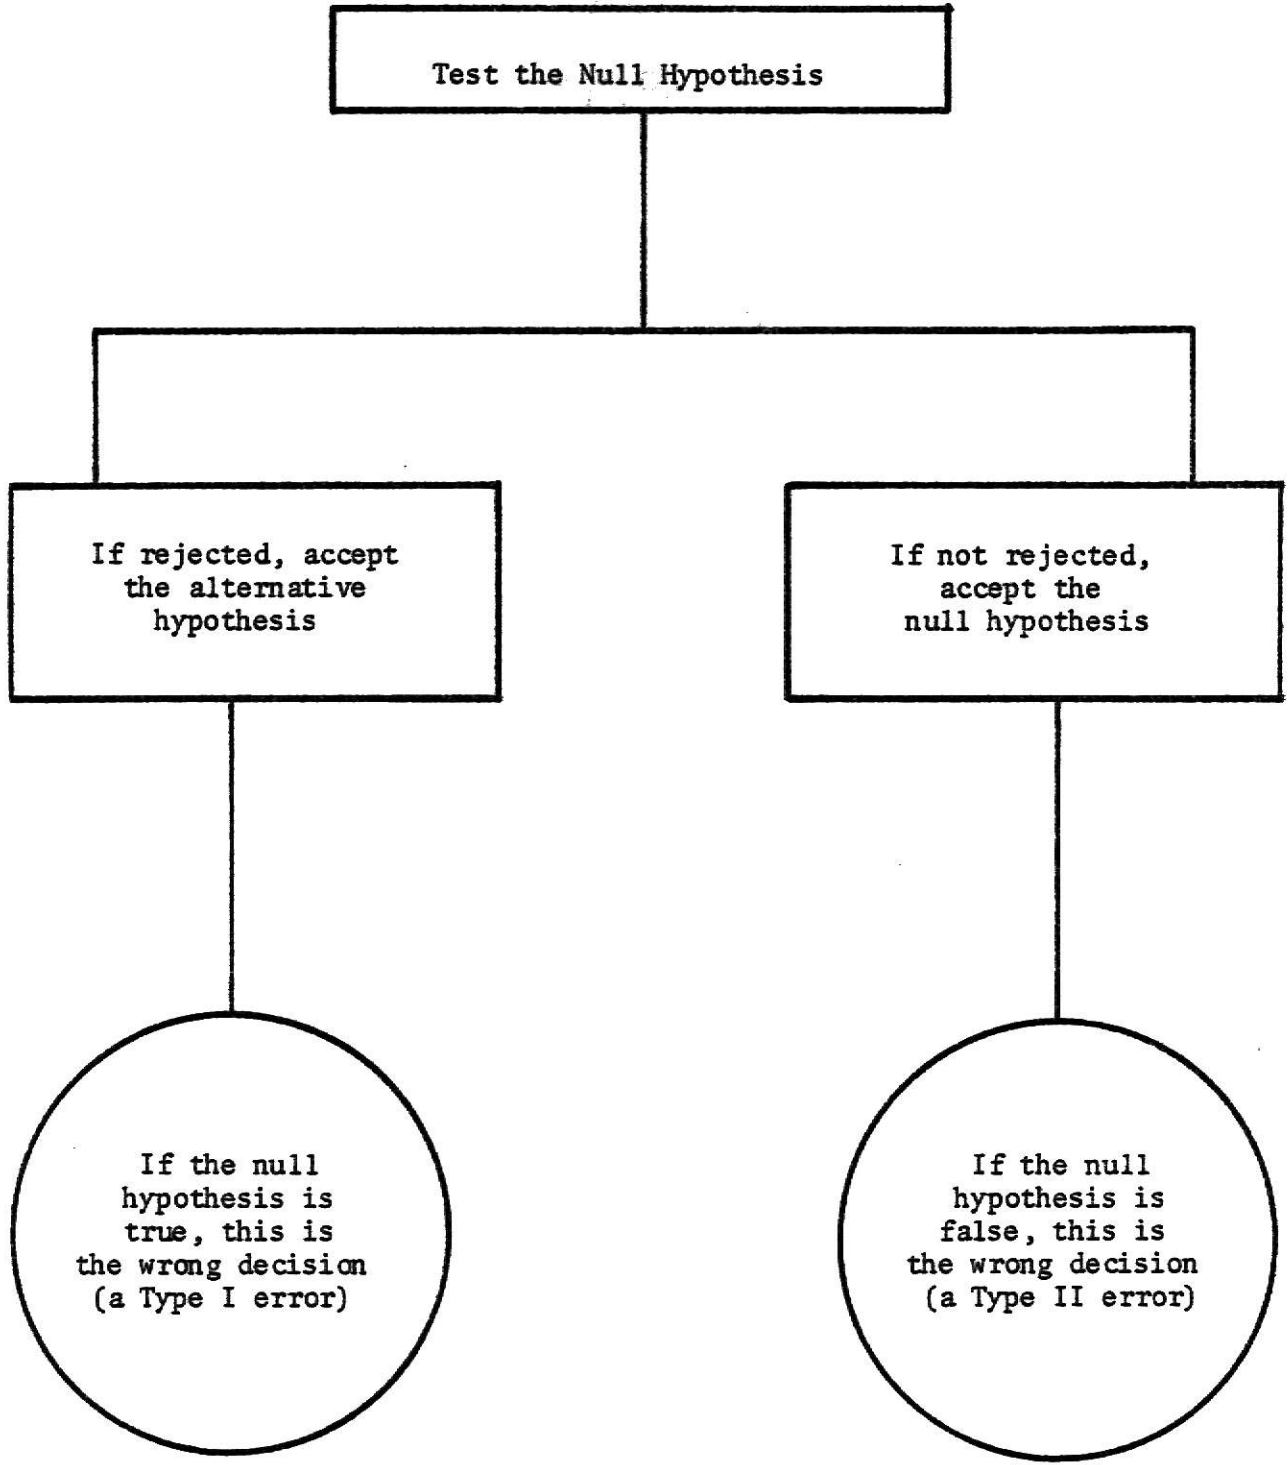 Test the Null Hypothesis
If rejected, accept
the alternative
hypothesis
If not rejected,
accept the
null hypothesis
If the null
hypothesis is
true, this is
the wrong decision
(a Type I error)
If the null
hypothesis is
false, this is
the wrong decision
(a Type II error)